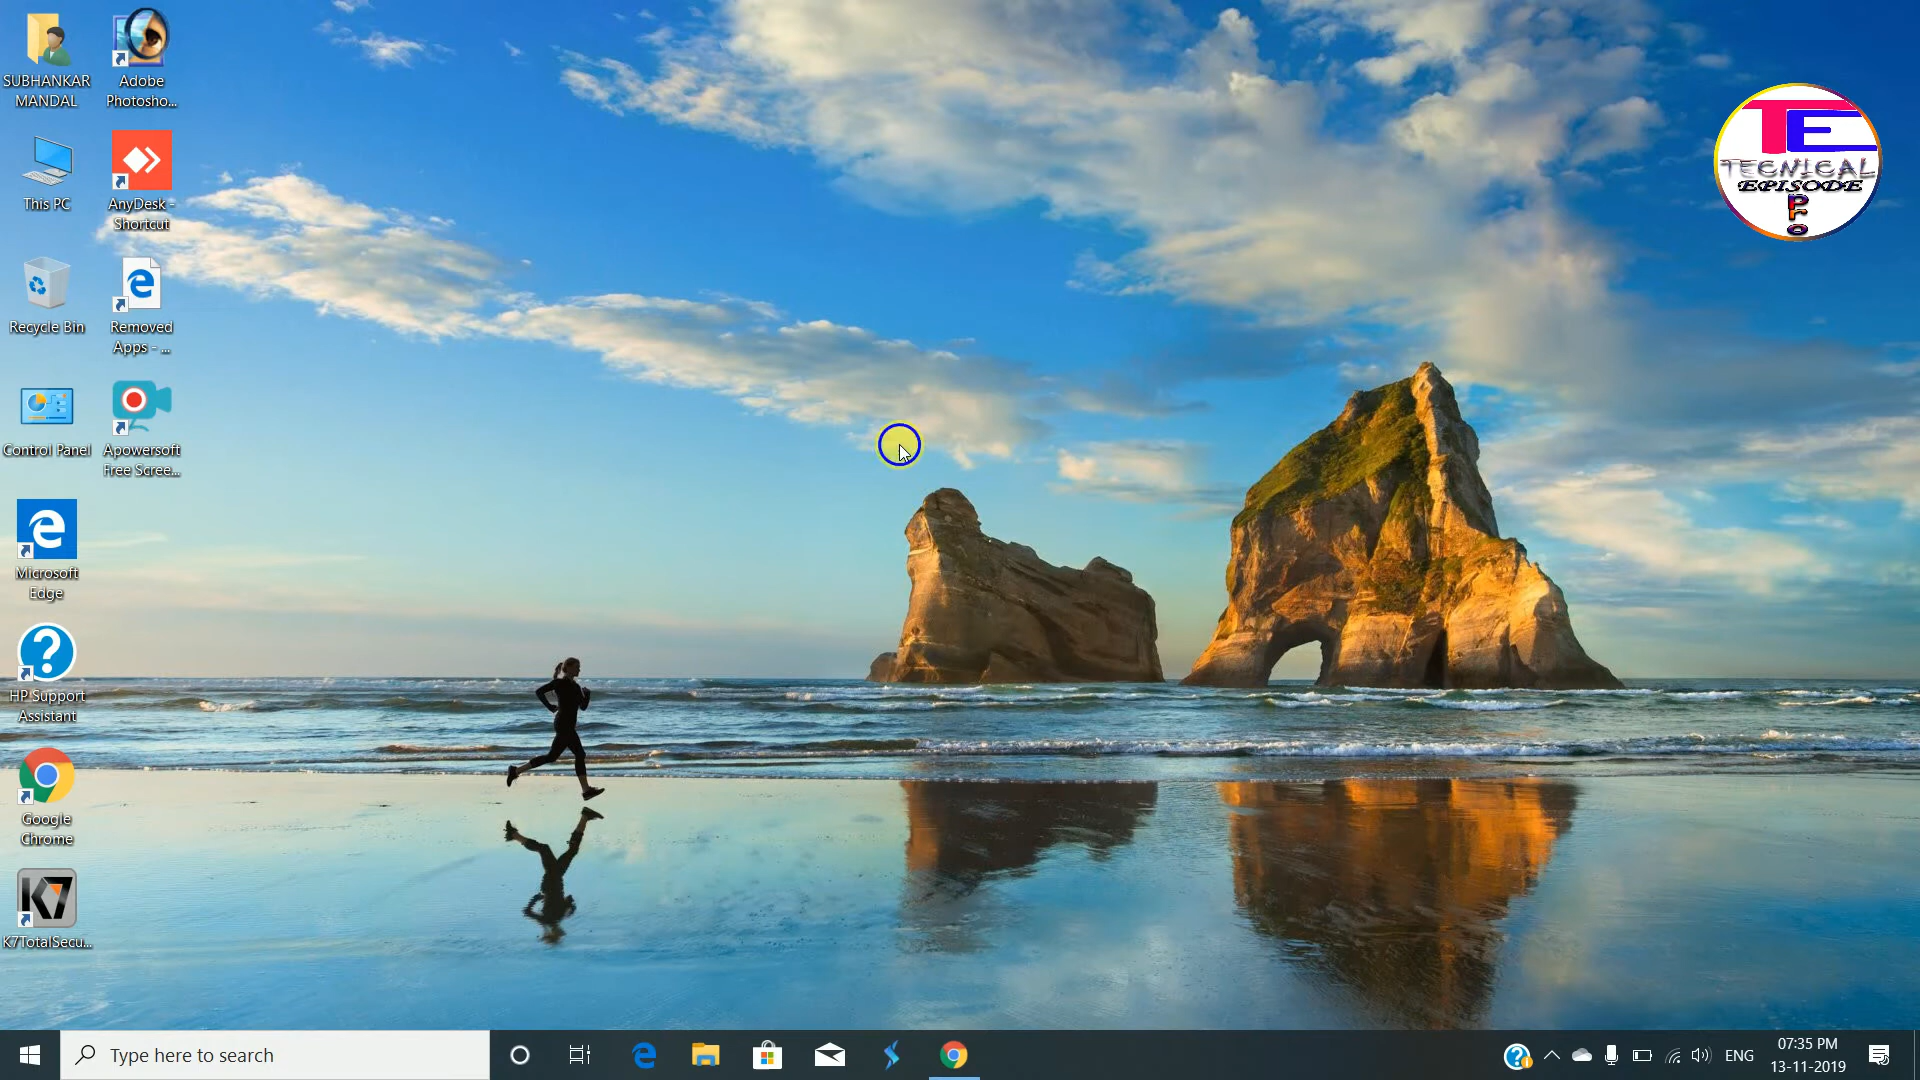 SUBHANKAR
MANDAL
Adobe
Photosho...
This PC
AnyDesk -
Shortcut
Recycle Bin
Removed
Apps - ...
Control Panel
Apowersoft
Free Scree...
Microsoft
Edge
HP Support
Assistant
Google
Chrome
K7
K7TotalSecu...
TE
TECNICAL
EPISODE
Pro
Type here to search
ENG
07:35 PM
13-11-2019